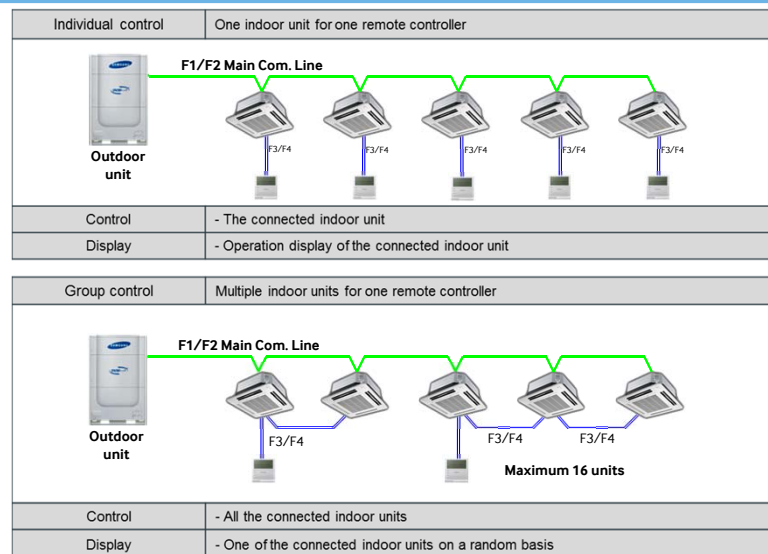 Individual control One indoor unit for one remote controller
F1/F2 Main Com. Line
SAMSUNG
F3/F4 F3/F4 F3/F4 F3/F4 F3/F4
Outdoor
unit
Control - The connected indoor unit
Display - Operation display of the connected indoor unit
Group control Multiple indoor units for one remote controller
F1/F2 Main Com. Line
SAMSUNG
Outdoor
unit
F3/F4 F3/F4 F3/F4
Maximum 16 units
Control - All the connected indoor units
Display - One of the connected indoor units on a random basis